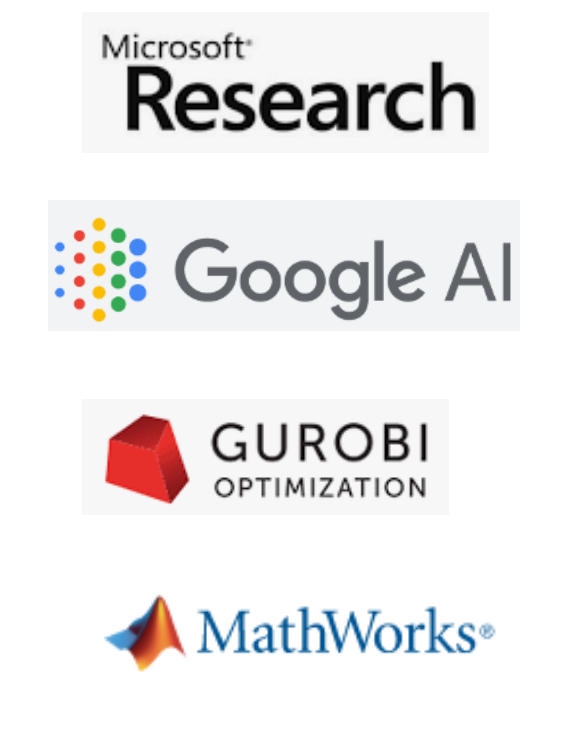 Microsoft®
Research
Google AI
GUROBI
OPTIMIZATION
MathWorks®